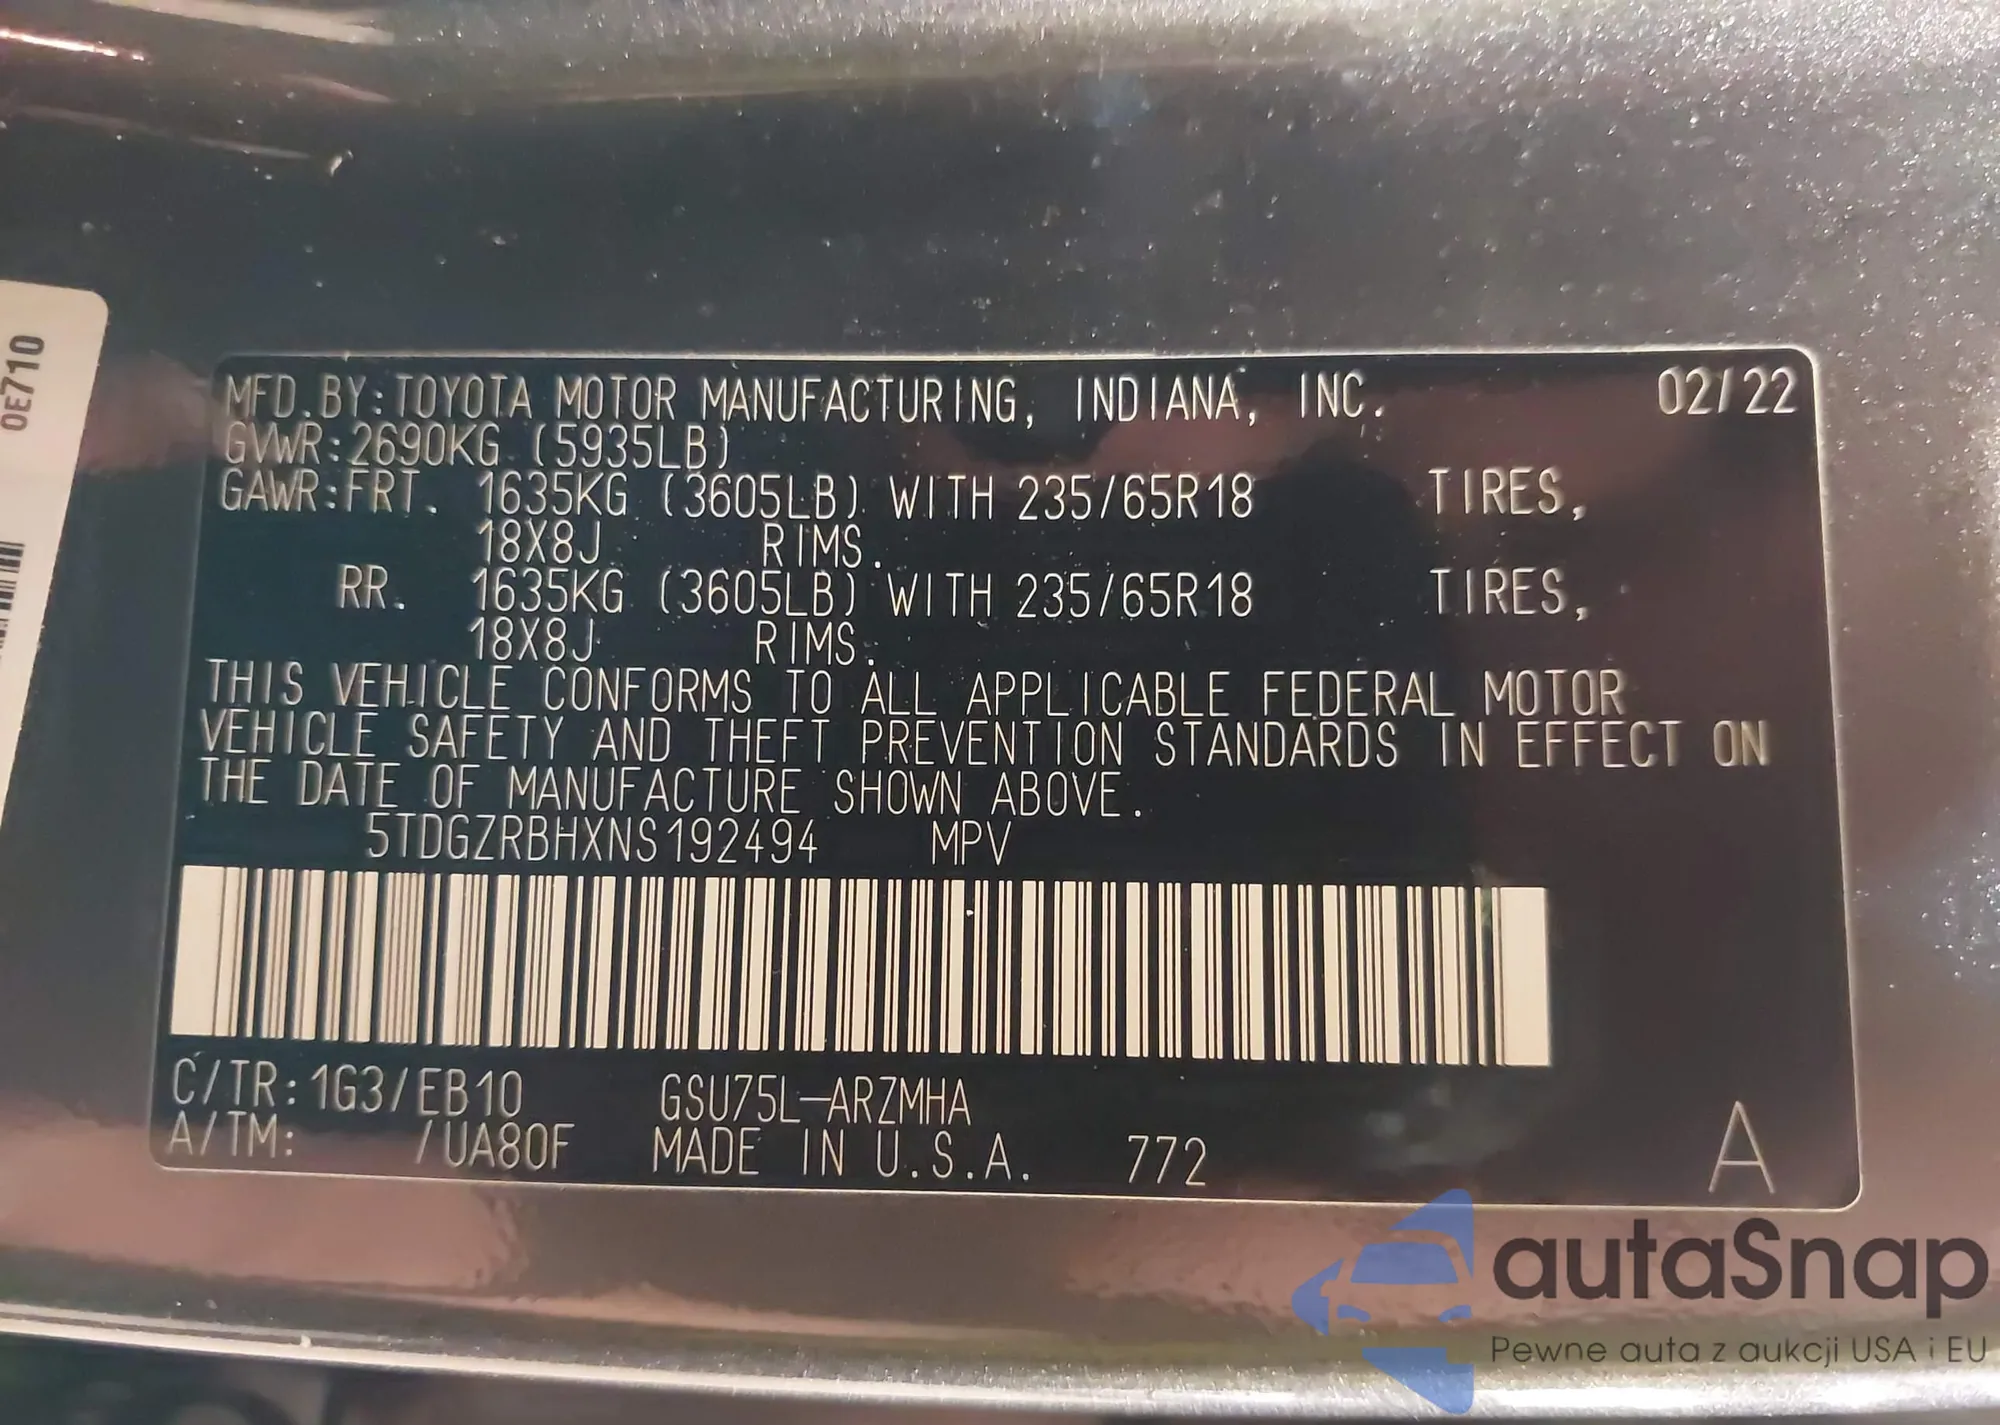 0E710
MFD.BY:TOYOTA MOTOR MANUFACTURING, INDIANA, INC. 02/22
GVWR:2690KG (5935LB)
GAWR:FRT. 1635KG (3605LB) WITH 235/65R18 TIRES,
18X8J RIMS.
RR. 1635KG (3605LB) WITH 235/65R18 TIRES,
18X8J RIMS.
THIS VEHICLE CONFORMS TO ALL APPLICABLE FEDERAL MOTOR
VEHICLE SAFETY AND THEFT PREVENTION STANDARDS IN EFFECT ON
THE DATE OF MANUFACTURE SHOWN ABOVE.
5TDGZRBHXNS192494 MPV
C/TR:1G3/EB10 GSU75L-ARZMHA
A/TM: /UA80F MADE IN U.S.A. 772 A
autaSnap
Pewne auta z aukcji USA i EU